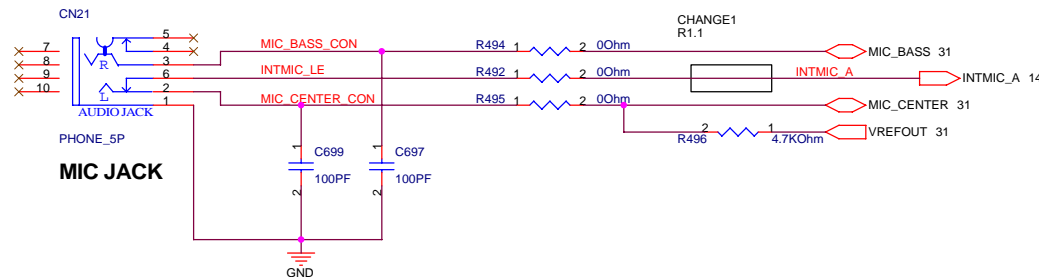 CN21
CHANGE1
R1.1
5
4
3
6
2
1
7
8
9
10
R
L
AUDIO JACK
PHONE_5P
MIC JACK
MIC_BASS_CON
R494 1 2 0Ohm
MIC_BASS 31
INTMIC_LE
R492 1 2 0Ohm
INTMIC_A
INTMIC_A 14
MIC_CENTER_CON
R495 1 2 0Ohm
MIC_CENTER 31
R496 2 1 4.7KOhm
VREFOUT 31
1 C699
100PF
2
1 C697
100PF
2
GND